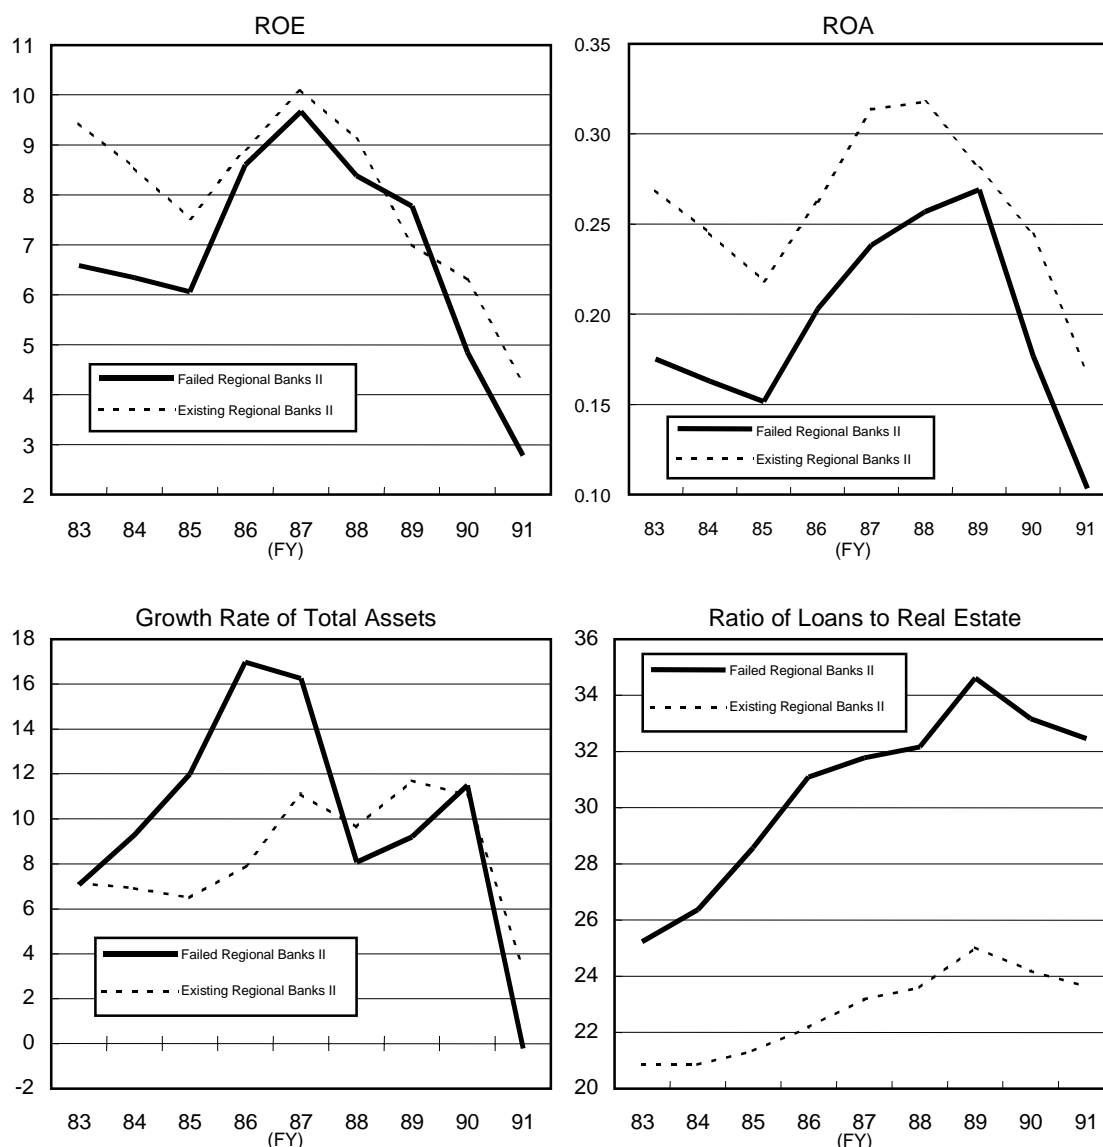 ROE
11
10
9
8
7
6
5
4
3
2
Failed Regional Banks II
Existing Regional Banks II
83 84 85 86 87 88 89 90 91
(FY)
ROA
0.35
0.30
0.25
0.20
0.15
0.10
Failed Regional Banks II
Existing Regional Banks II
83 84 85 86 87 88 89 90 91
(FY)
Growth Rate of Total Assets
18
16
14
12
10
8
6
4
2
0
-2
Failed Regional Banks II
Existing Regional Banks II
83 84 85 86 87 88 89 90 91
(FY)
Ratio of Loans to Real Estate
36
34
32
30
28
26
24
22
20
Failed Regional Banks II
Existing Regional Banks II
83 84 85 86 87 88 89 90 91
(FY)